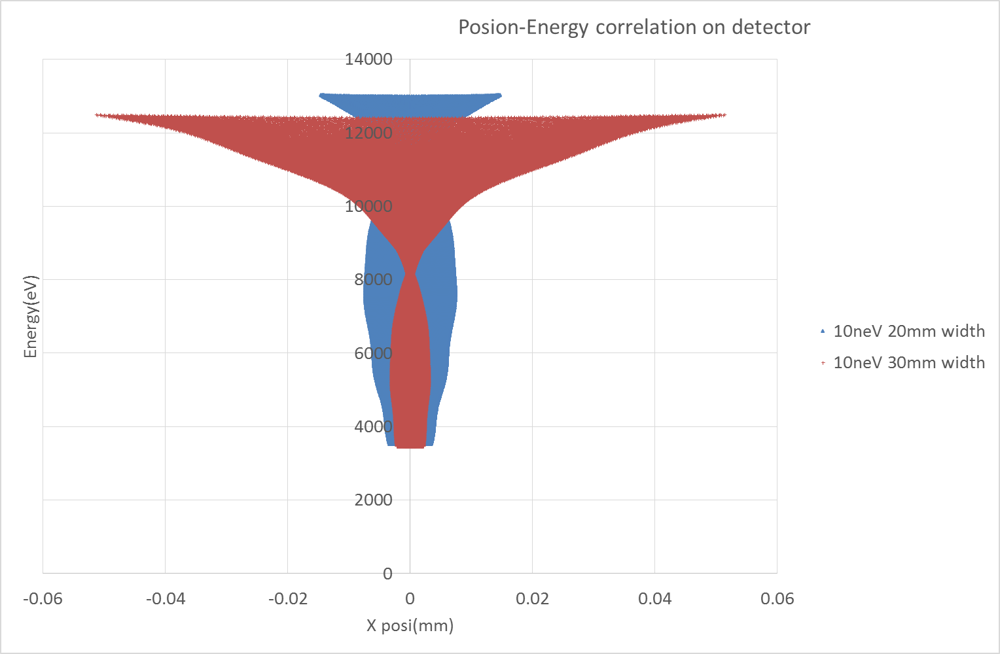 Posion-Energy correlation on detector
14000
12000
10000
8000
6000
4000
2000
0
Energy(eV)
-0.06 -0.04 -0.02 0 0.02 0.04 0.06
X posi(mm)
10neV 20mm width
10neV 30mm width